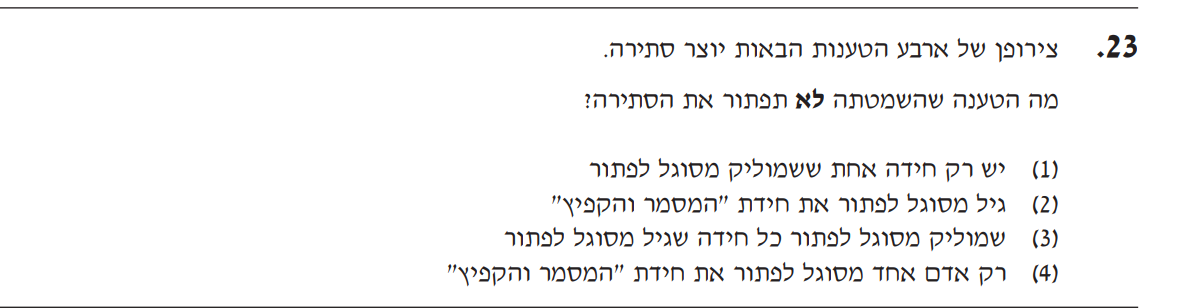 .23 צירופן של ארבע הטענות הבאות יוצר סתירה.
מה הטענה שהשמטתה לא תפתור את הסתירה?
(1) יש רק חידה אחת ששמוליק מסוגל לפתור
(2) גיל מסוגל לפתור את חידת "המסמר והקפיץ"
(3) שמוליק מסוגל לפתור כל חידה שגיל מסוגל לפתור
(4) רק אדם אחד מסוגל לפתור את חידת "המסמר והקפיץ"